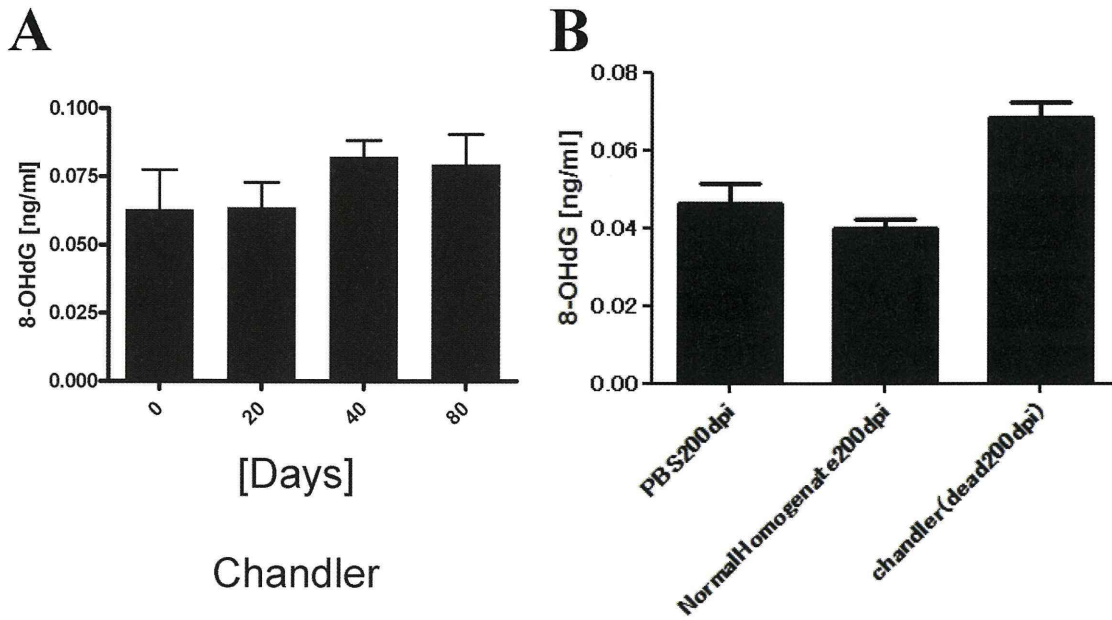 A
8-OHdG [ng/ml]
0.100
0.075
0.050
0.025
0.000
0
20
40
80
[Days]
Chandler
B
8-OHdG [ng/ml]
0.08
0.06
0.04
0.02
0.00
PBS200dpi
NormalHomogenate200dpi
chandler(dead200dpi)